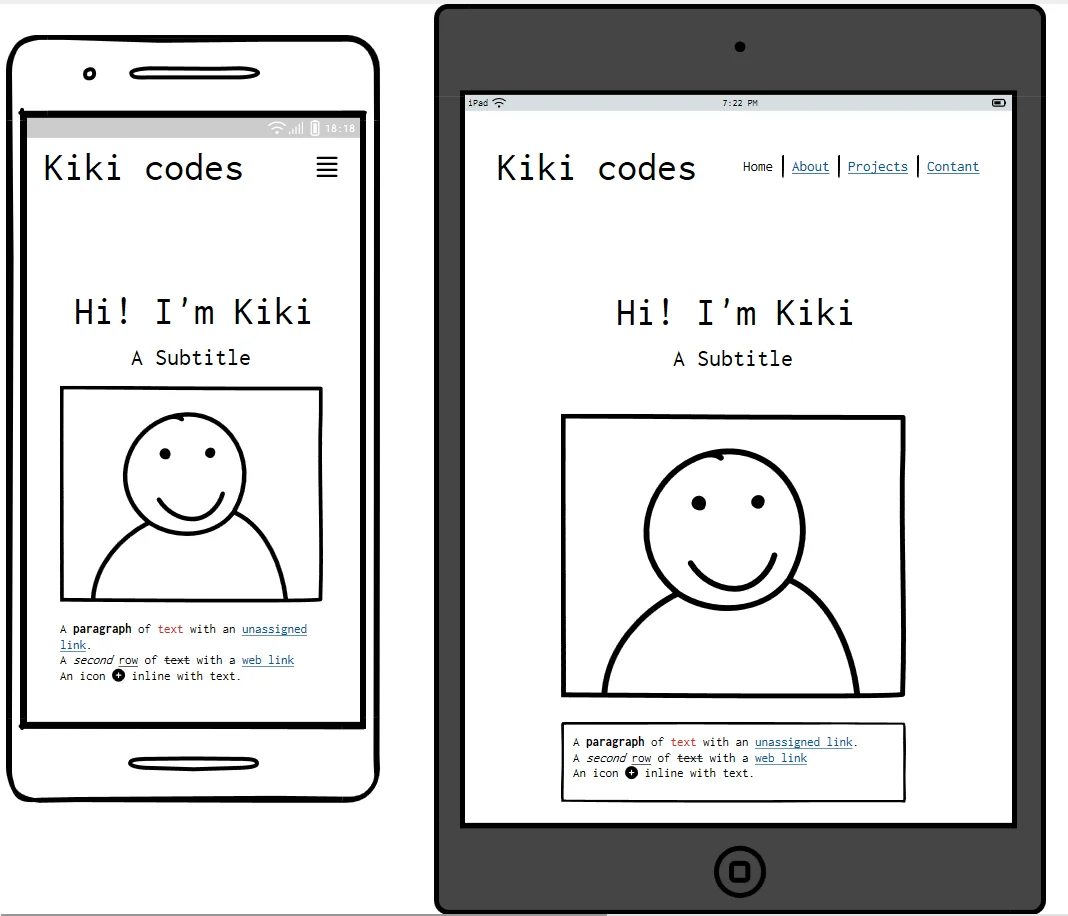 18:18
Kiki codes
Hi! I'm Kiki
A Subtitle
A paragraph of text with an unassigned
link.
A second row of text with a web link
An icon inline with text.
iPad 7:22 PM
Kiki codes Home About Projects Contant
Hi! I'm Kiki
A Subtitle
A paragraph of text with an unassigned link.
A second row of text with a web link
An icon inline with text.